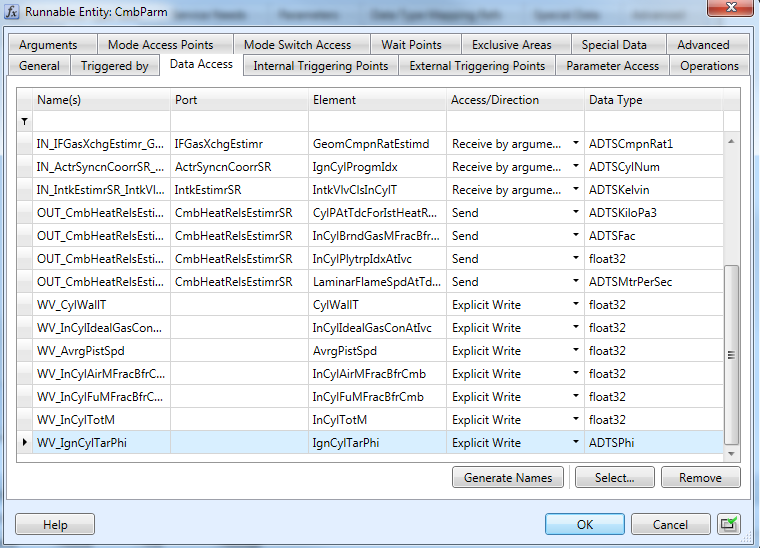 Runnable Entity: CmbParm
Arguments Mode Access Points Mode Switch Access Wait Points Exclusive Areas Special Data Advanced
General Triggered by Data Access Internal Triggering Points External Triggering Points Parameter Access Operations
Name(s) Port Element Access/Direction Data Type
IN_IFGasXchgEstimr_G... IFGasXchgEstimr GeomCmpnRatEstimd Receive by argume... ADTSCmpnRat1
IN_ActrSyncnCoorrSR_... ActrSyncnCoorrSR IgnCylProgmIdx Receive by argume... ADTSCylNum
IN_IntkEstimrSR_IntkVl... IntkEstimrSR IntkVlvClsInCylT Receive by argume... ADTSKelvin
OUT_CmbHeatRelsEsti... CmbHeatRelsEstimrSR CylPAtTdcForIstHeatR... Send ADTSKiloPa3
OUT_CmbHeatRelsEsti... CmbHeatRelsEstimrSR InCylBrndGasMFracBfr... Send ADTSFac
OUT_CmbHeatRelsEsti... CmbHeatRelsEstimrSR InCylPlytrpIdxAtIvc Send float32
OUT_CmbHeatRelsEsti... CmbHeatRelsEstimrSR LaminarFlameSpdAtTd... Send ADTSMtrPerSec
WV_CylWallT CylWallT Explicit Write float32
WV_InCylIdealGasCon... InCylIdealGasConAtIvc Explicit Write float32
WV_AvrgPistSpd AvrgPistSpd Explicit Write float32
WV_InCylAirMFracBfrC... InCylAirMFracBfrCmb Explicit Write float32
WV_InCylFuMFracBfrC... InCylFuMFracBfrCmb Explicit Write float32
WV_InCylTotM InCylTotM Explicit Write float32
WV_IgnCylTarPhi IgnCylTarPhi Explicit Write ADTSPhi
Generate Names Select... Remove
Help OK Cancel